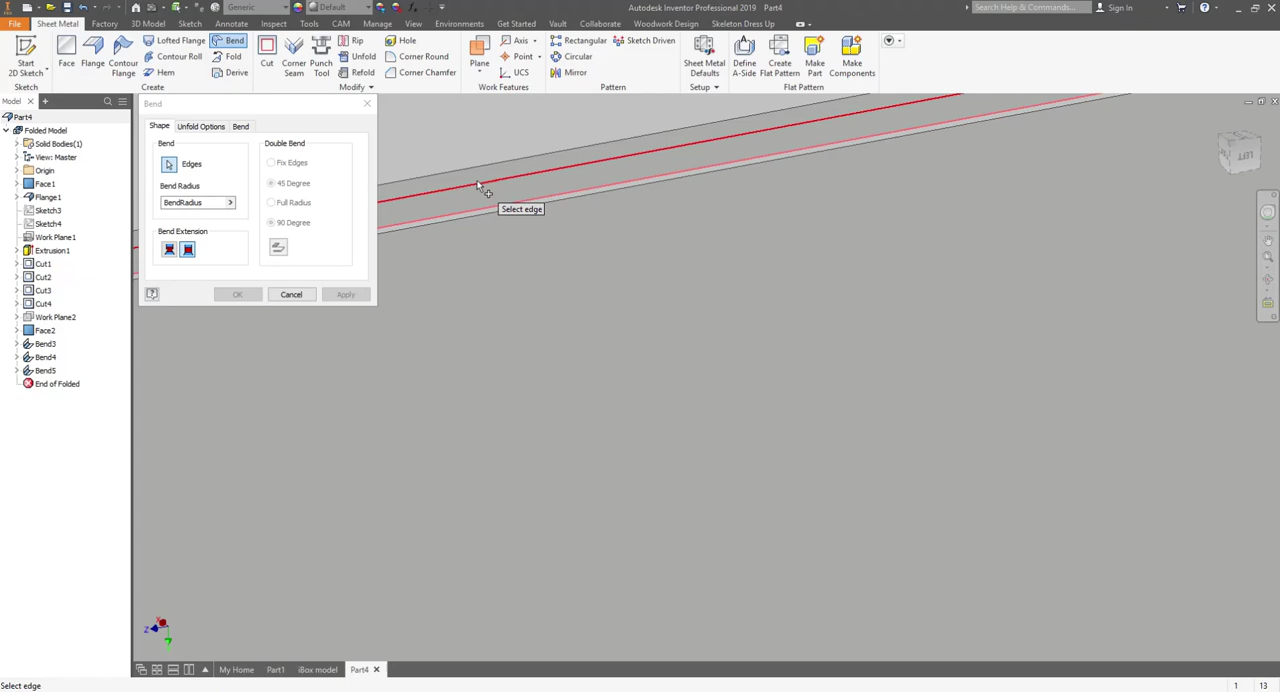 Generic
Default
Autodesk Inventor Professional 2019   Part4
Search Help & Commands...
Sign In
File
Sheet Metal
Factory
3D Model
Sketch
Annotate
Inspect
Tools
CAM
Manage
View
Environments
Get Started
Vault
Collaborate
Woodwork Design
Skeleton Dress Up
Start
2D Sketch
Face
Flange
Contour
Flange
Lofted Flange
Contour Roll
Hem
Bend
Fold
Derive
Cut
Corner
Seam
Punch
Tool
Rip
Unfold
Refold
Hole
Corner Round
Corner Chamfer
Plane
Axis
Point
UCS
Rectangular
Circular
Mirror
Sketch Driven
Sheet Metal
Defaults
Define
A-Side
Create
Flat Pattern
Make
Part
Make
Components
Sketch
Create
Modify
Work Features
Pattern
Setup
Flat Pattern
Model
Part4
Folded Model
Solid Bodies(1)
View: Master
Origin
Face1
Flange1
Sketch3
Sketch4
Work Plane1
Extrusion1
Cut1
Cut2
Cut3
Cut4
Work Plane2
Face2
Bend3
Bend4
Bend5
End of Folded
Bend
Shape
Unfold Options
Bend
Bend
Edges
Bend Radius
BendRadius
Bend Extension
Double Bend
Fix Edges
45 Degree
Full Radius
90 Degree
OK
Cancel
Apply
Select edge
LEFT
X
Z
Y
My Home
Part1
iBox model
Part4
Select edge
1
13